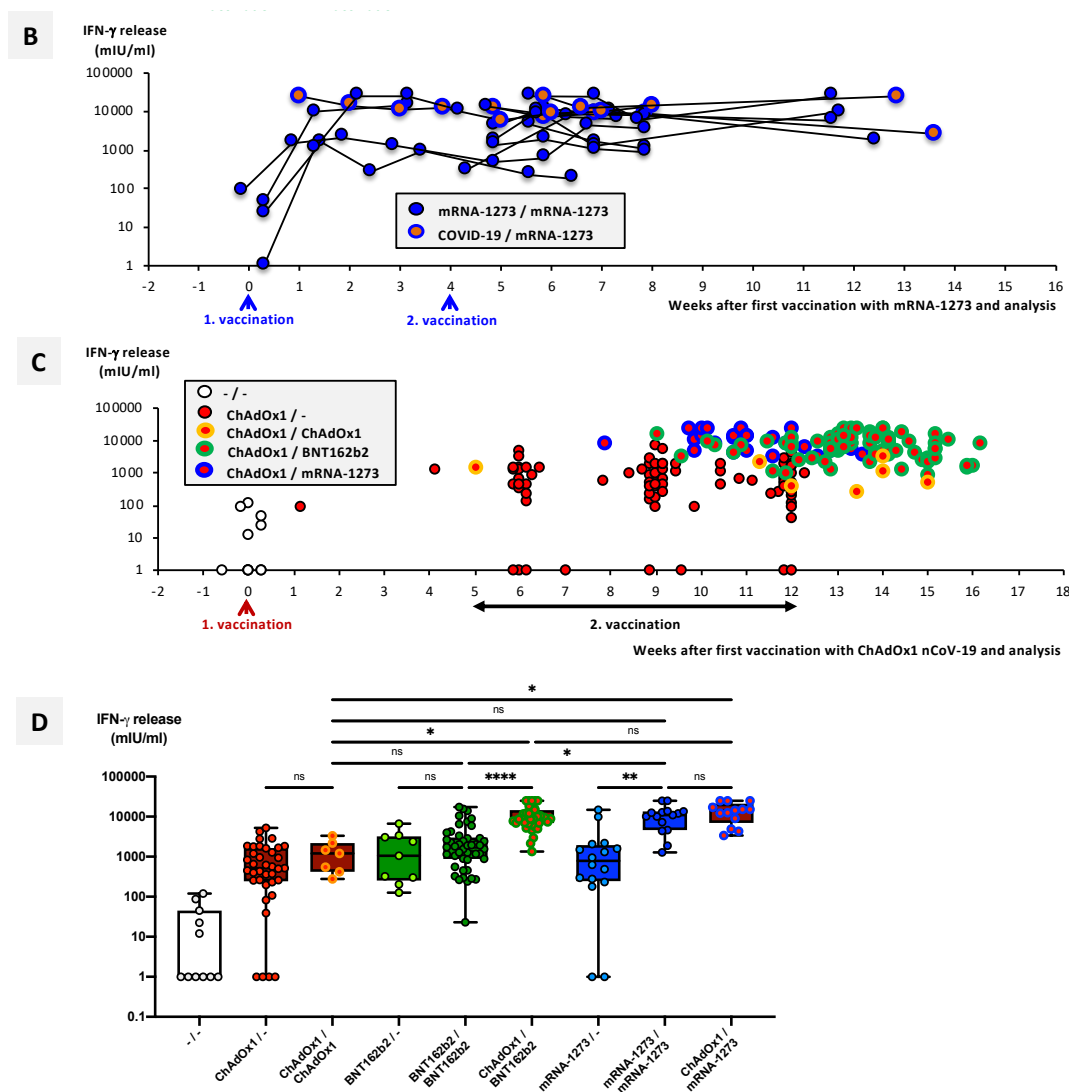 B
IFN-γ release
(mIU/ml)
100000
10000
1000
100
10
1
mRNA-1273 / mRNA-1273
COVID-19 / mRNA-1273
-2 -1 0 1 2 3 4 5 6 7 8 9 10 11 12 13 14 15 16
Weeks after first vaccination with mRNA-1273 and analysis
1. vaccination
2. vaccination
C
IFN-γ release
(mIU/ml)
- / -
ChAdOx1 / -
ChAdOx1 / ChAdOx1
ChAdOx1 / BNT162b2
ChAdOx1 / mRNA-1273
100000
10000
1000
100
10
1
-2 -1 0 1 2 3 4 5 6 7 8 9 10 11 12 13 14 15 16 17 18
1. vaccination
2. vaccination
Weeks after first vaccination with ChAdOx1 nCoV-19 and analysis
D
IFN-γ release
(mIU/ml)
*
ns
*
ns
ns
*
ns
ns
****
**
ns
100000
10000
1000
100
10
1
0.1
- / -
ChAdOx1 / -
ChAdOx1 /
ChAdOx1
BNT162b2 / -
BNT162b2 /
BNT162b2
ChAdOx1 /
BNT162b2
mRNA-1273 / -
mRNA-1273 /
mRNA-1273
ChAdOx1 /
mRNA-1273